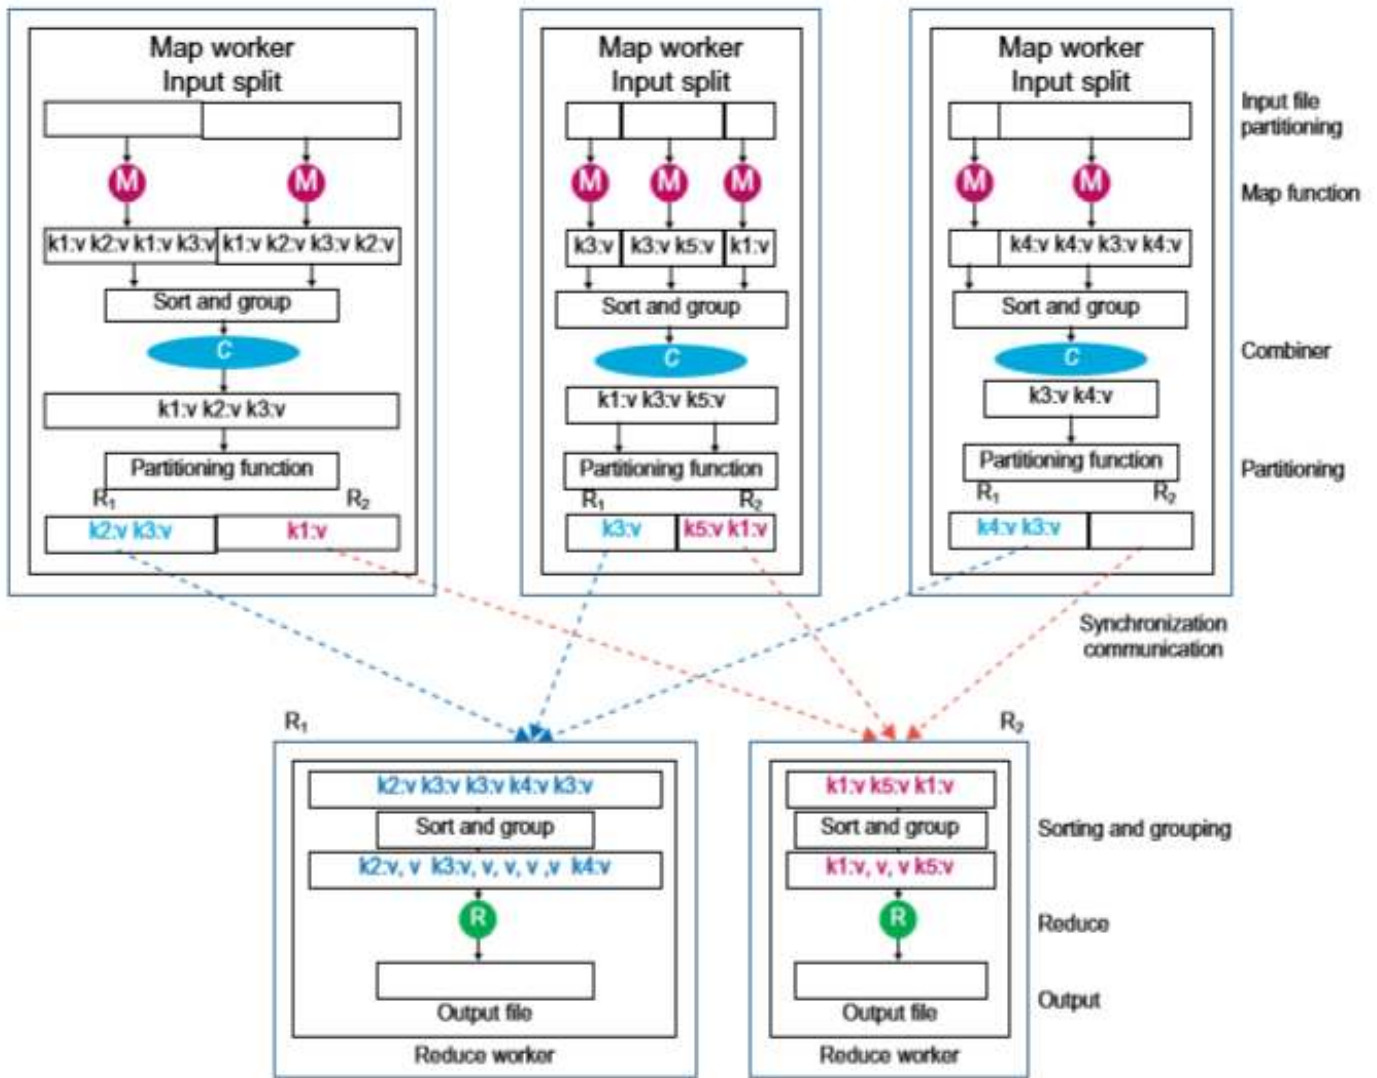 Map worker
Input split
Map worker
Input split
Map worker
Input split
Input file
partitioning
M M M M M M M
Map function
k1:v k2:v k1:v k3:v k1:v k2:v k3:v k2:v
k3:v k3:v k5:v k1:v
k4:v k4:v k3:v k4:v
Sort and group
Sort and group
Sort and group
C
C
C
Combiner
k1:v k2:v k3:v
k1:v k3:v k5:v
k3:v k4:v
Partitioning function
Partitioning function
Partitioning function
Partitioning
R1 R2
R1 R2
R1 R2
k2:v k3:v k1:v
k3:v k5:v k1:v
k4:v k3:v
Synchronization
communication
R1
R2
k2:v k3:v k3:v k4:v k3:v
k1:v k5:v k1:v
Sort and group
Sort and group
Sorting and grouping
k2:v, v k3:v, v, v, v ,v k4:v
k1:v, v, v k5:v
R
R
Reduce
Output file
Output file
Output
Reduce worker
Reduce worker